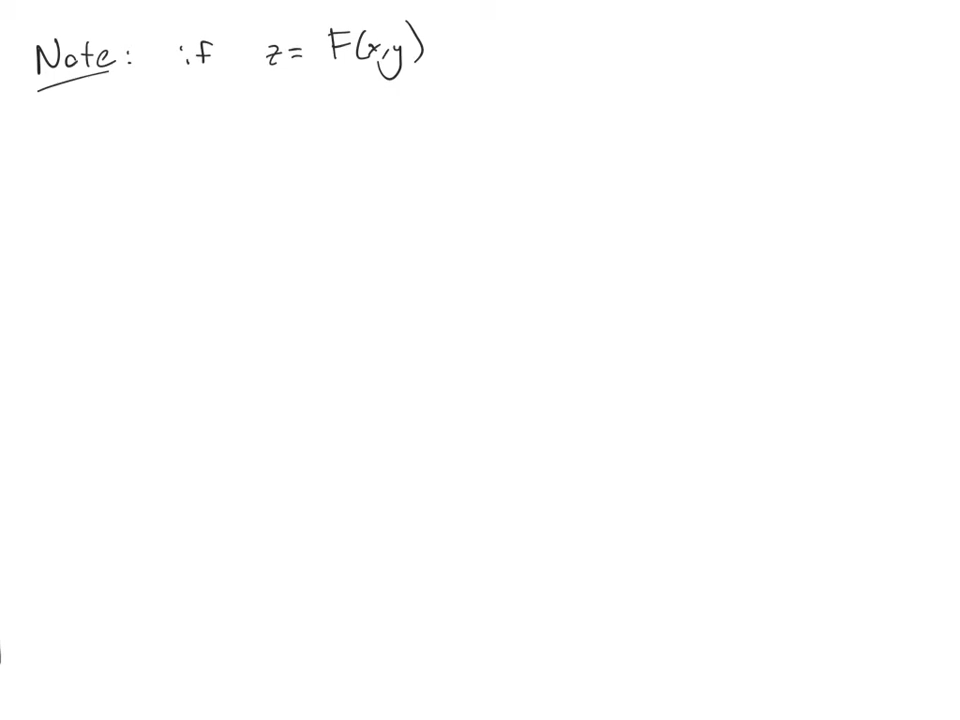 Note: if z = F(x,y)